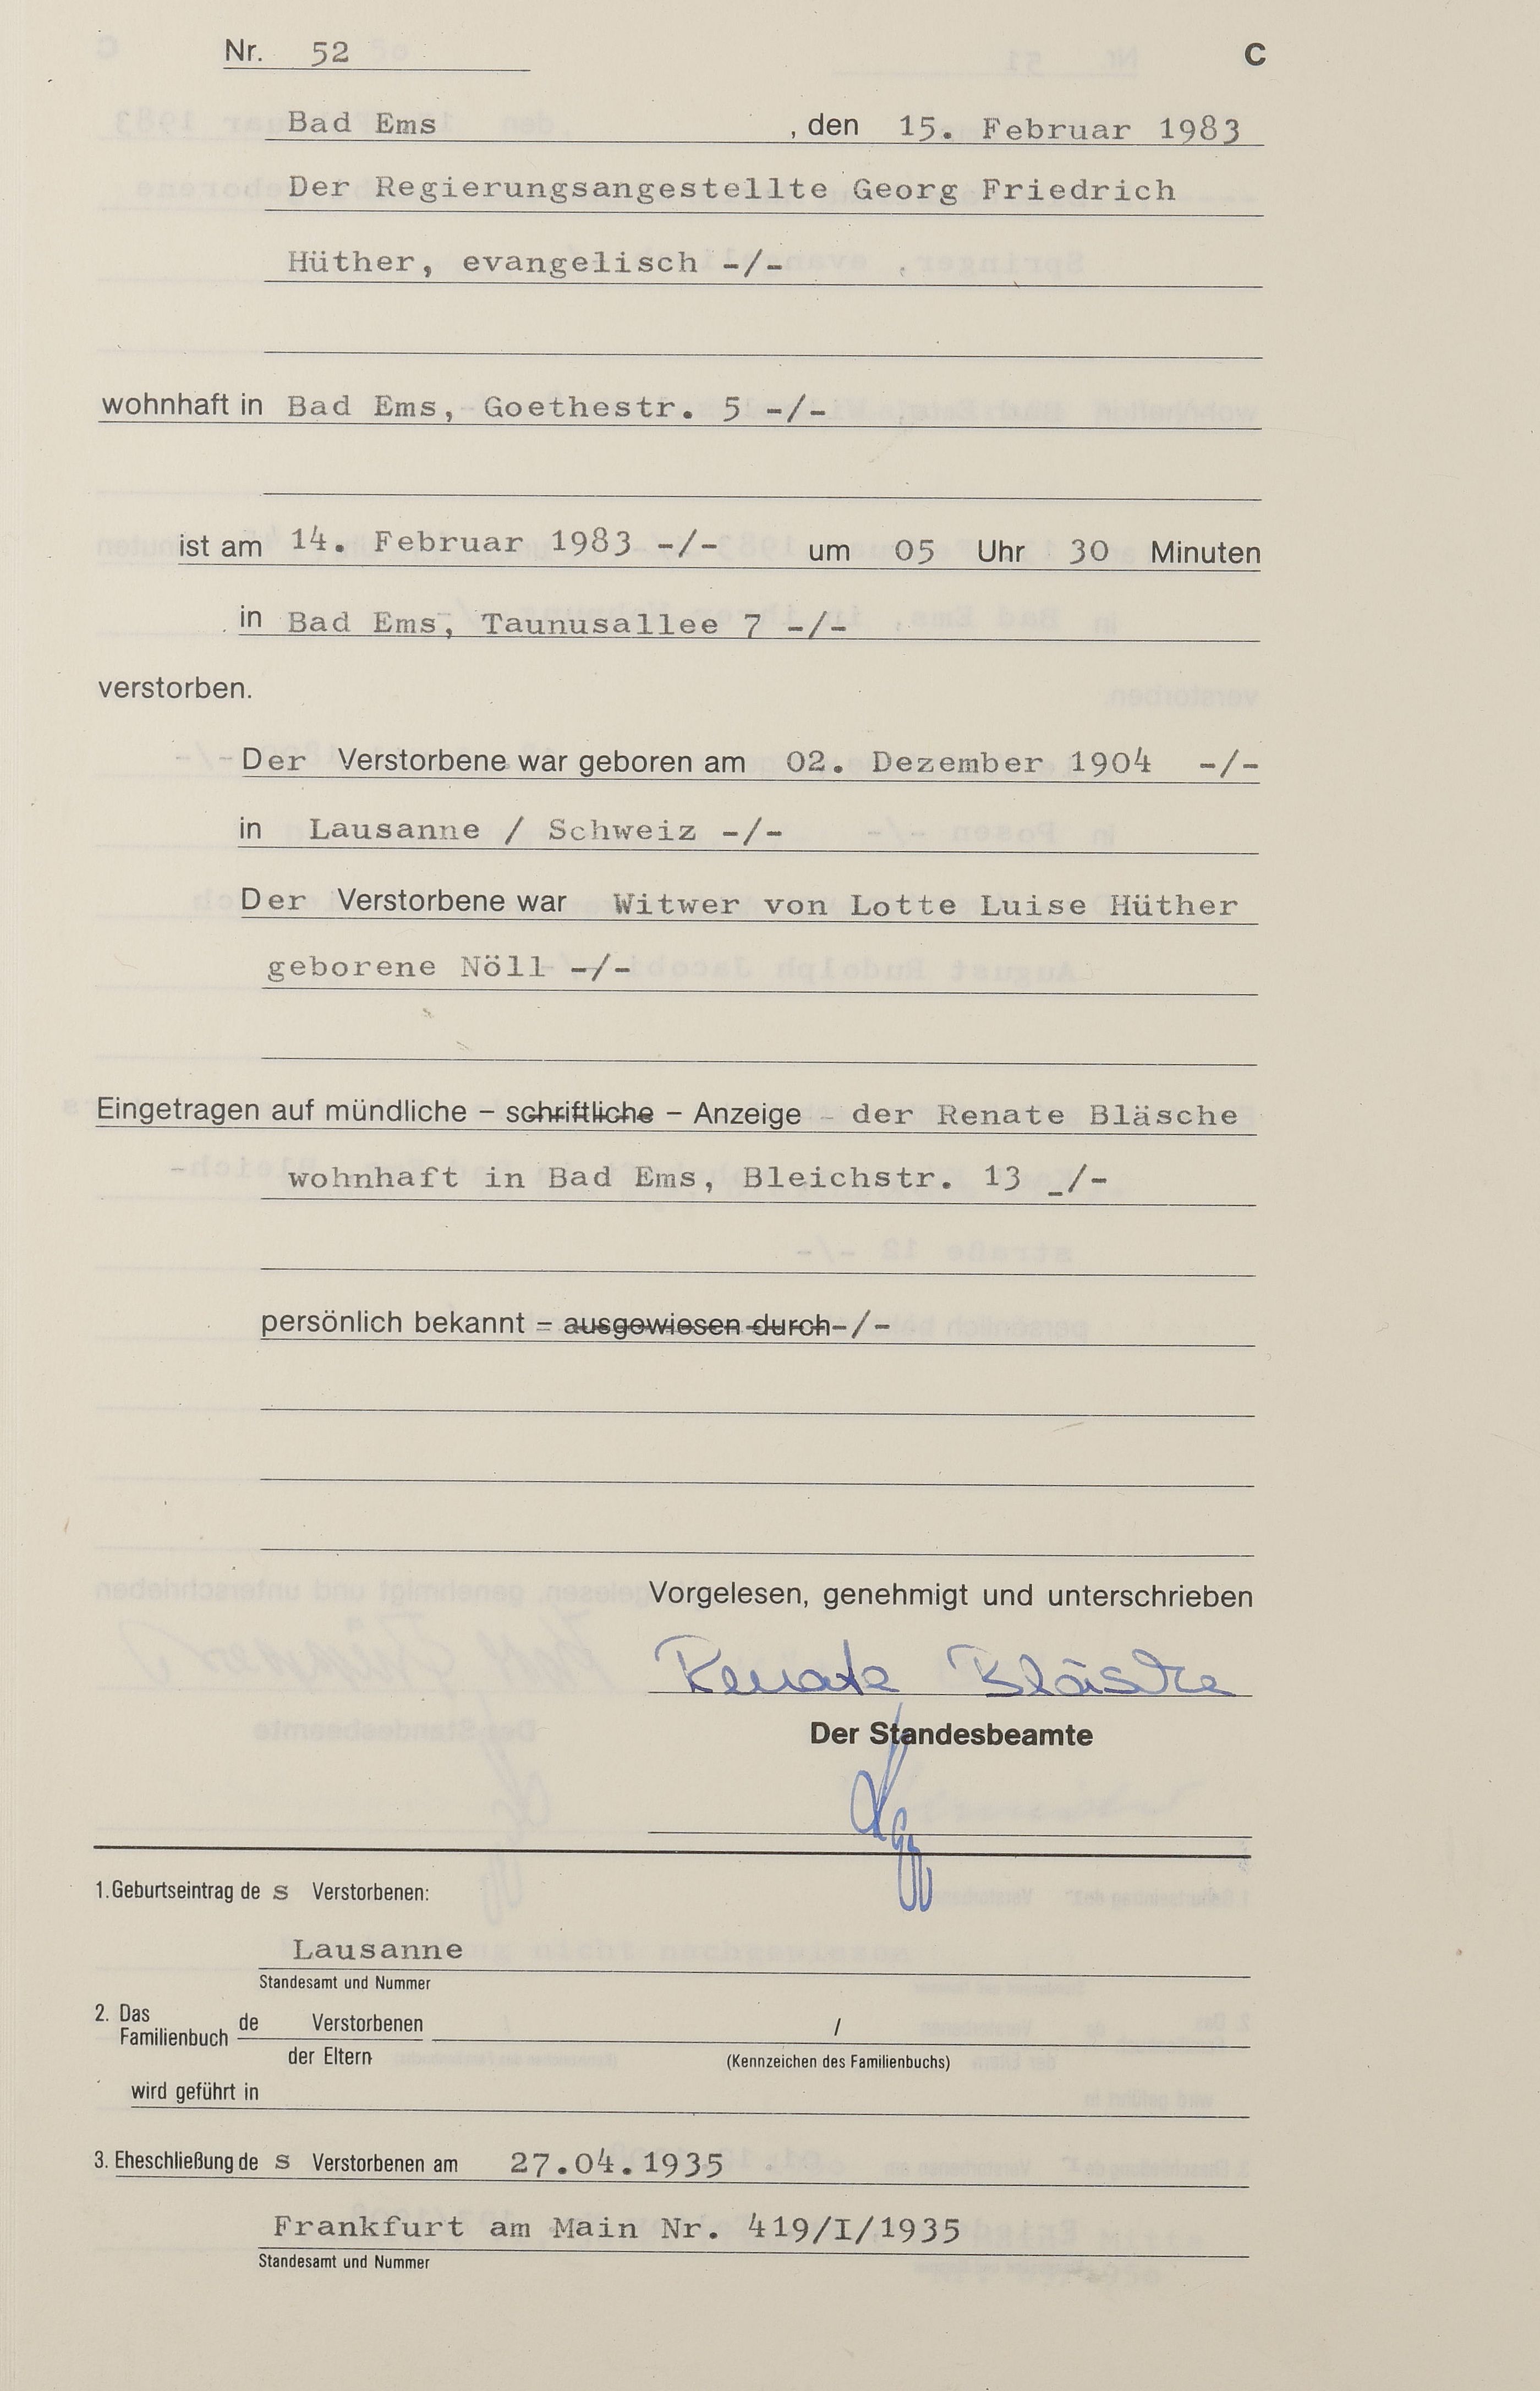 Nr. 52 C
Bad Ems , den 15. Februar 1983
Der Regierungsangestellte Georg Friedrich
Hüther, evangelisch -/-
wohnhaft in Bad Ems, Goethestr. 5 -/-
ist am 14. Februar 1983 -/- um 05 Uhr 30 Minuten
in Bad Ems, Taunusallee 7 -/-
verstorben.
Der Verstorbene war geboren am 02. Dezember 1904 -/-
in Lausanne / Schweiz -/-
Der Verstorbene war Witwer von Lotte Luise Hüther
geborene Nöll -/-
Eingetragen auf mündliche – schriftliche – Anzeige - der Renate Bläsche
wohnhaft in Bad Ems, Bleichstr. 13 _/-
persönlich bekannt = ausgewiesen durch -/-
Vorgelesen, genehmigt und unterschrieben
Renate Bläsche
Der Standesbeamte
1. Geburtseintrag de s Verstorbenen:
Lausanne
Standesamt und Nummer
2. Das Familienbuch de Verstorbenen /
der Eltern (Kennzeichen des Familienbuchs)
wird geführt in
3. Eheschließung de s Verstorbenen am 27.04.1935
Frankfurt am Main Nr. 419/I/1935
Standesamt und Nummer